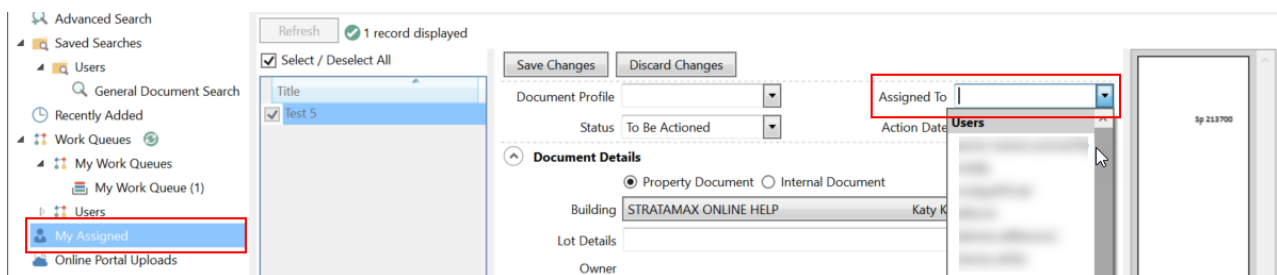 Advanced Search
Saved Searches
Users
General Document Search
Recently Added
Work Queues
My Work Queues
My Work Queue (1)
Users
My Assigned
Online Portal Uploads
Refresh
1 record displayed
Select / Deselect All
Title
Test 5
Save Changes
Discard Changes
Document Profile
Assigned To
Status To Be Actioned
Action Date
Users
Document Details
Property Document
Internal Document
Building STRATAMAX ONLINE HELP Katy K
Lot Details
Owner
Sp 213700